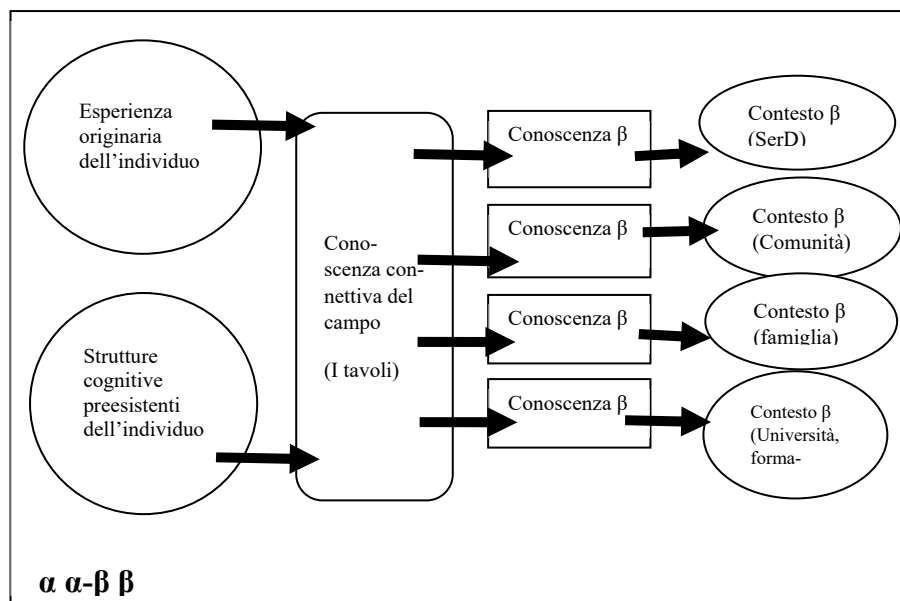 Esperienza
originaria
dell’individuo
Strutture
cognitive
preesistenti
dell’individuo
Cono-
scenza con-
nettiva del
campo
(I tavoli)
Conoscenza β
Conoscenza β
Conoscenza β
Conoscenza β
Contesto β
(SerD)
Contesto β
(Comunità)
Contesto β
(famiglia)
Contesto β
(Università,
forma-
α α-β β